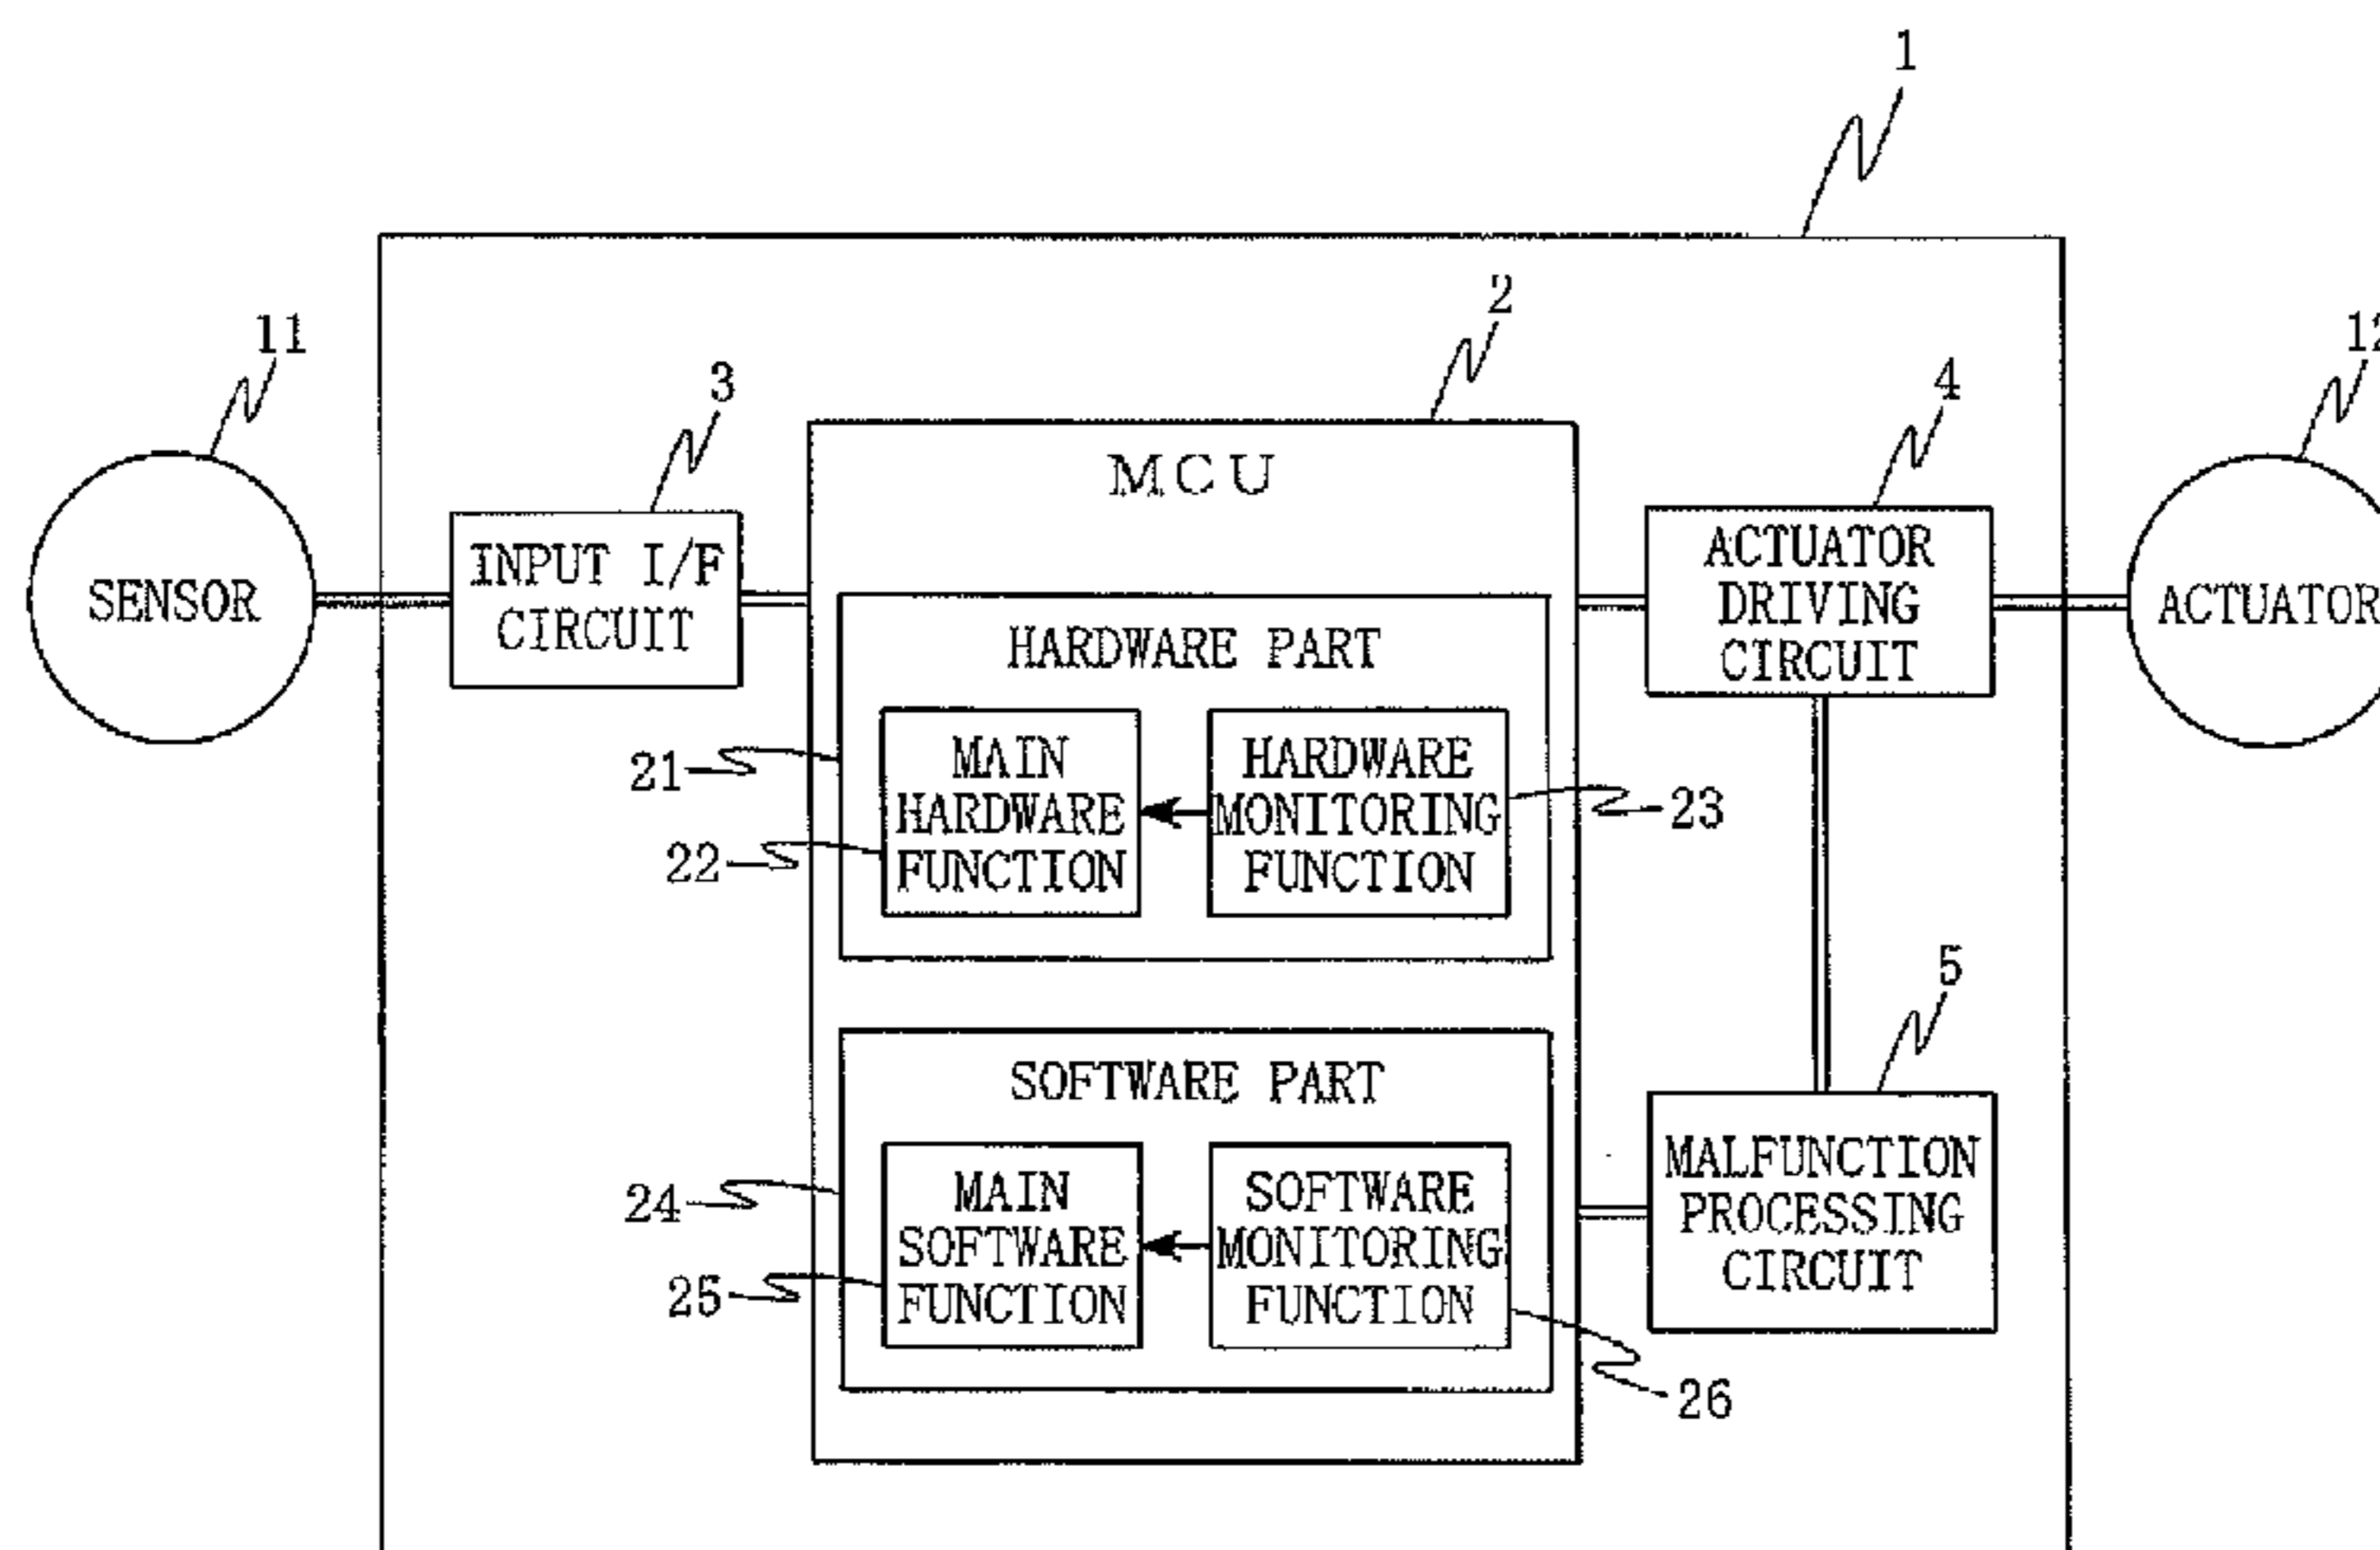 1
2
11
3
4
12
MCU
SENSOR
INPUT I/F
CIRCUIT
ACTUATOR
DRIVING
CIRCUIT
ACTUATOR
HARDWARE PART
21
MAIN
HARDWARE
FUNCTION
22
HARDWARE
MONITORING
FUNCTION
23
5
SOFTWARE PART
24
MAIN
SOFTWARE
FUNCTION
25
SOFTWARE
MONITORING
FUNCTION
26
MALFUNCTION
PROCESSING
CIRCUIT